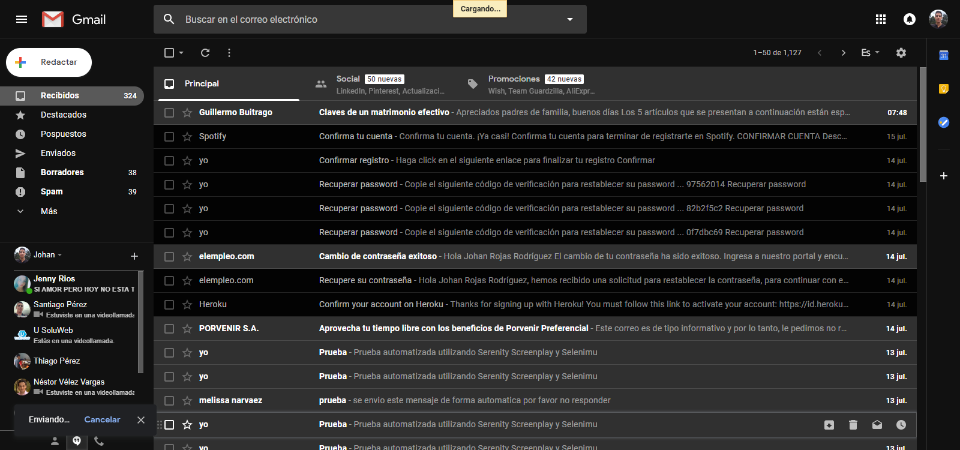 Cargando...
Gmail
Buscar en el correo electrónico
Redactar
1–50 de 1,127
Es
Recibidos 324
Destacados
Pospuestos
Enviados
Borradores 38
Spam 39
Más
Principal
Social 50 nuevas
LinkedIn, Pinterest, Actualizaci...
Promociones 42 nuevas
Wish, Team Guardzilla, AliExpr...
Guillermo Buitrago Claves de un matrimonio efectivo - Apreciados padres de familia, buenos días Los 5 artículos que se presentan a continuación están esp... 07:48
Spotify Confirma tu cuenta - Confirma tu cuenta. ¡Ya casi! Confirma tu cuenta para terminar de registrarte en Spotify. CONFIRMAR CUENTA Desc... 15 jul.
yo Confirmar registro - Haga click en el siguiente enlace para finalizar tu registro Confirmar 14 jul.
yo Recuperar password - Copie el siguiente código de verificación para restablecer su password ... 97562014 Recuperar password 14 jul.
yo Recuperar password - Copie el siguiente código de verificación para restablecer su password ... 82b2f5c2 Recuperar password 14 jul.
yo Recuperar password - Copie el siguiente código de verificación para restablecer su password ... 0f7dbc69 Recuperar password 14 jul.
elempleo.com Cambio de contraseña exitoso - Hola Johan Rojas Rodríguez El cambio de tu contraseña ha sido exitoso. Ingresa a nuestro portal y encu... 14 jul.
elempleo.com Recupere su contraseña - Hola Johan Rojas Rodríguez, hemos recibido una solicitud para restablecer la contraseña, para continuar con e... 14 jul.
Heroku Confirm your account on Heroku - Thanks for signing up with Heroku! You must follow this link to activate your account: https://id.heroku... 14 jul.
PORVENIR S.A. Aprovecha tu tiempo libre con los beneficios de Porvenir Preferencial - Este correo es de tipo informativo y por lo tanto, le pedimos no r... 14 jul.
yo Prueba - Prueba automatizada utilizando Serenity Screenplay y Selenimu 13 jul.
yo Prueba - Prueba automatizada utilizando Serenity Screenplay y Selenimu 13 jul.
melissa narvaez prueba - se envio este mensaje de forma automatica por favor no responder 13 jul.
yo Prueba - Prueba automatizada utilizando Serenity Screenplay y Selenimu
yo Prueba - Prueba automatizada utilizando Serenity Screenplay y Selenimu 13 jul.
Johan
Jenny Rios
SI AMOR PERO HOY NO ESTA T
Santiago Pérez
Estuviste en una videollamada
U SoluWeb
Estás en una videollamada.
Thiago Pérez
Néstor Vélez Vargas
Estuviste en una videollamada
Enviando... Cancelar